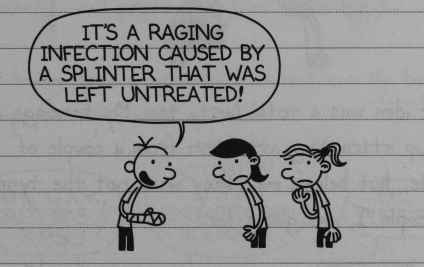 IT'S A RAGING
INFECTION CAUSED BY
A SPLINTER THAT WAS
LEFT UNTREATED!